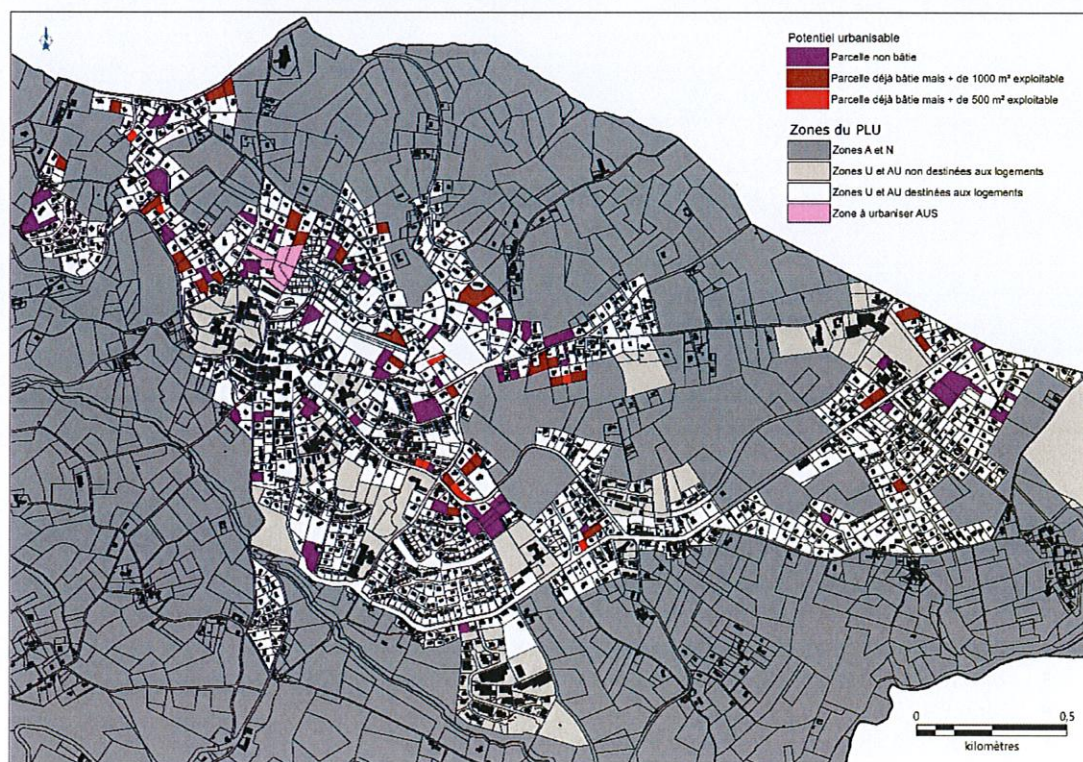 Potentiel urbanisable
Parcelle non bâtie
Parcelle déjà bâtie mais + de 1000 m² exploitable
Parcelle déjà bâtie mais + de 500 m² exploitable
Zones du PLU
Zones A et N
Zones U et AU non destinées aux logements
Zones U et AU destinées aux logements
Zone à urbaniser AUS
0 0,5
kilomètres